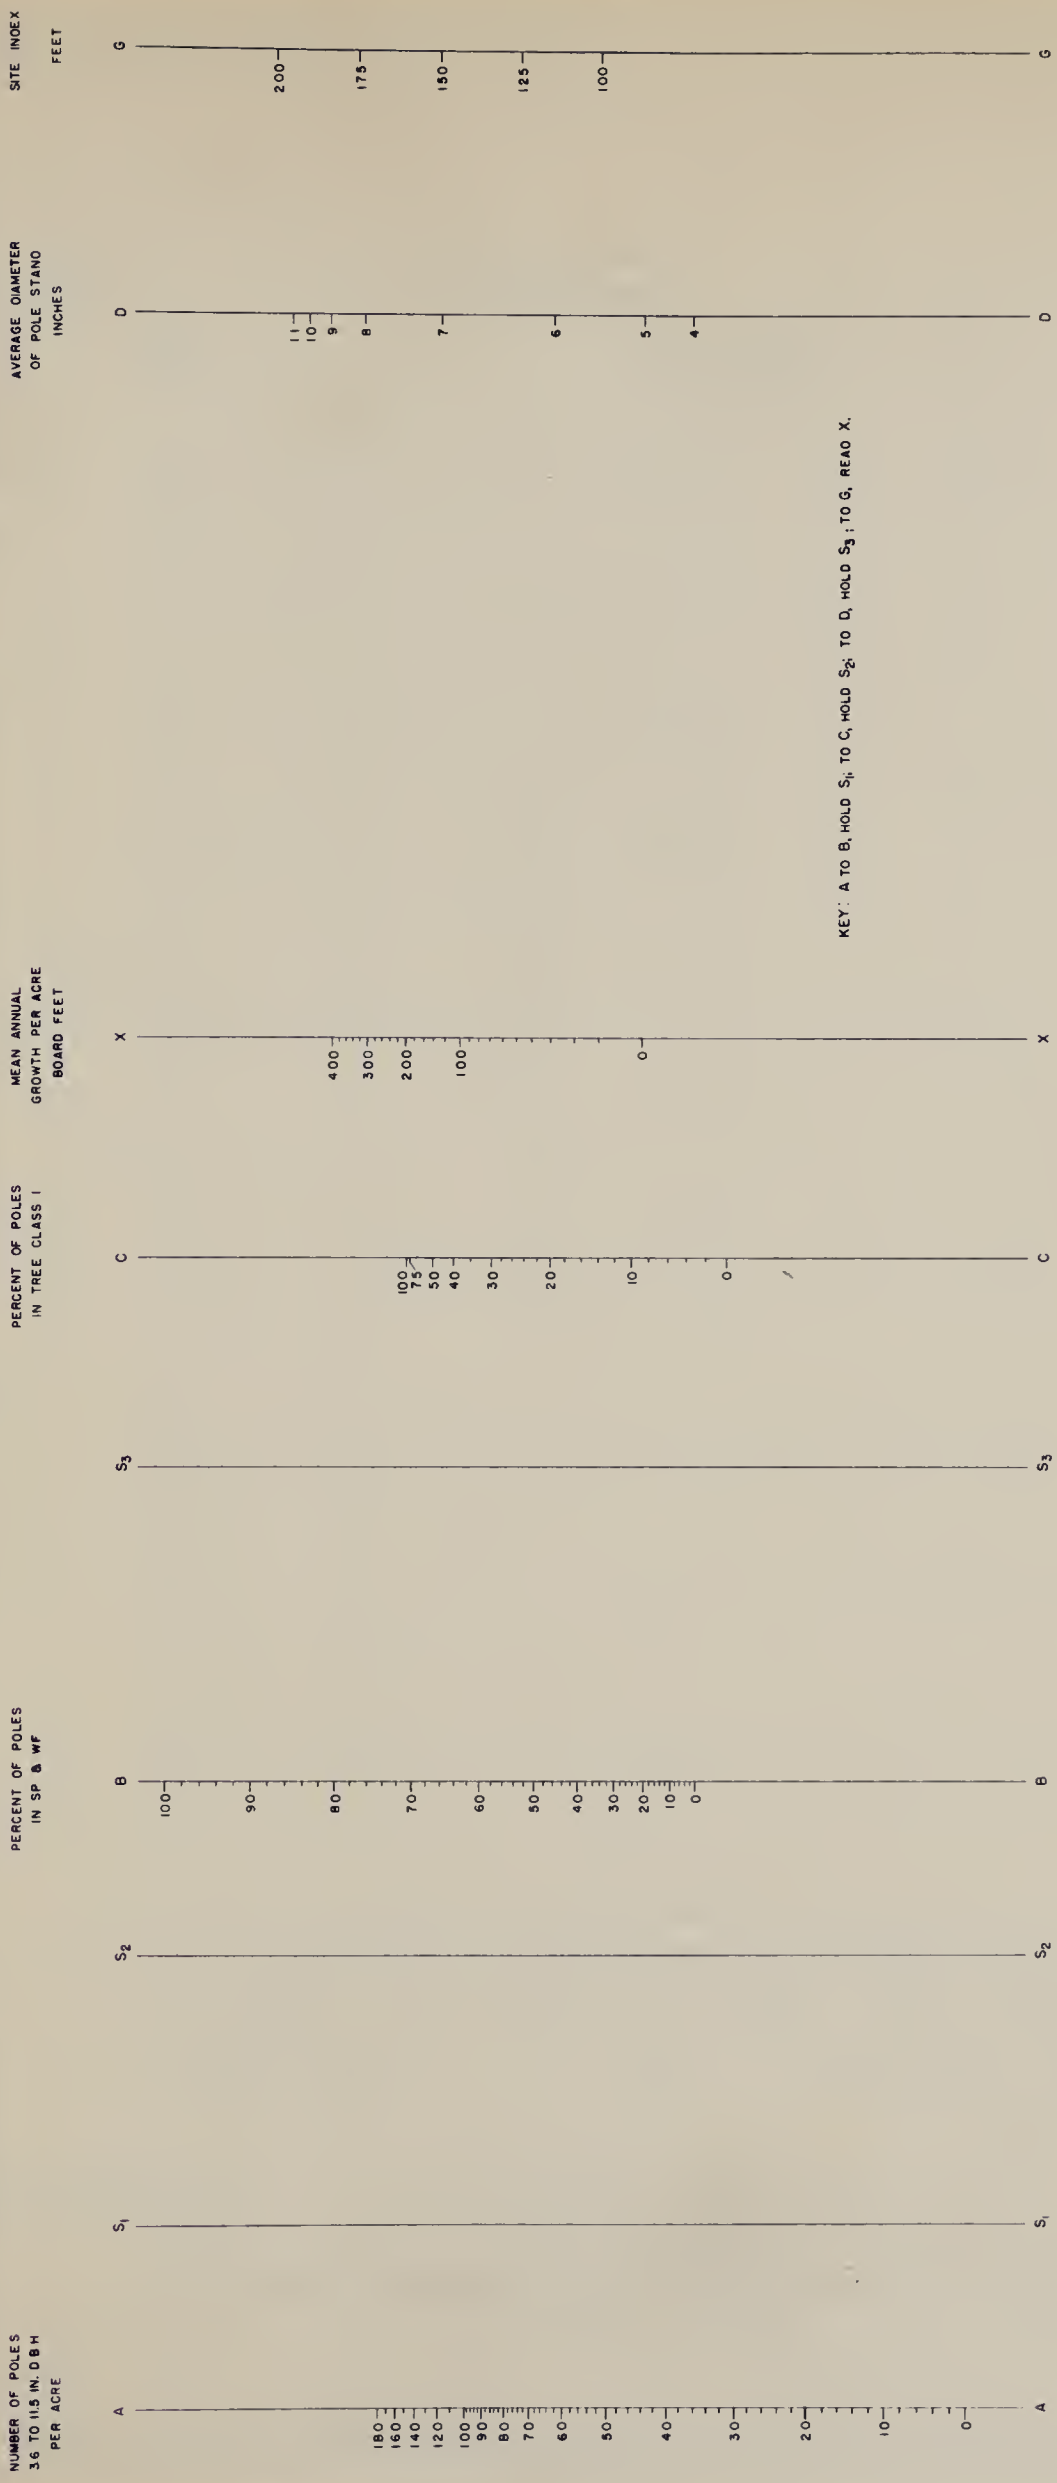 NUMBER OF POLES
3.6 TO 11.5 IN. D B H
PER ACRE
A
180
160
140
120
100
90
80
70
60
50
40
30
20
10
0
A
S1
S1
S2
S2
PERCENT OF POLES
IN SP & WF
B
100
90
80
70
60
50
40
30
20
10
0
B
S3
S3
PERCENT OF POLES
IN TREE CLASS 1
C
100
75
50
40
30
20
10
0
C
MEAN ANNUAL
GROWTH PER ACRE
BOARD FEET
X
400
300
200
100
0
X
KEY: A TO B, HOLD S1; TO C, HOLD S2; TO D, HOLD S3; TO G, READ X.
AVERAGE DIAMETER
OF POLE STAND
INCHES
D
11
10
9
8
7
6
5
4
D
SITE INDEX
FEET
G
200
175
150
125
100
G